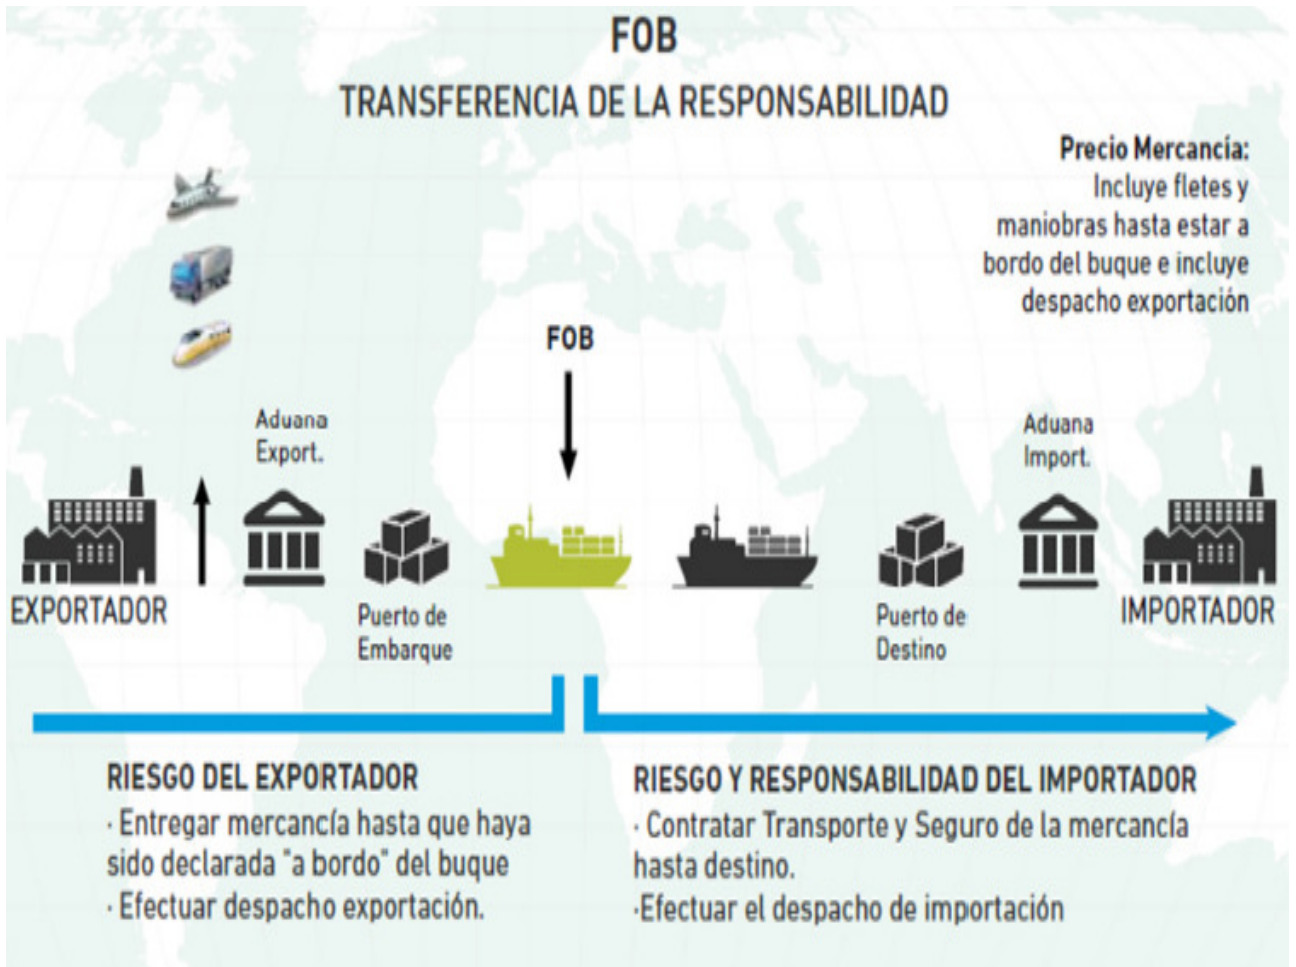 FOB
TRANSFERENCIA DE LA RESPONSABILIDAD
Precio Mercancía:
Incluye fletes y
maniobras hasta estar a
bordo del buque e incluye
despacho exportación
FOB
Aduana
Export.
Aduana
Import.
EXPORTADOR
Puerto de
Embarque
Puerto de
Destino
IMPORTADOR
RIESGO DEL EXPORTADOR
· Entregar mercancía hasta que haya
sido declarada "a bordo" del buque
· Efectuar despacho exportación.
RIESGO Y RESPONSABILIDAD DEL IMPORTADOR
· Contratar Transporte y Seguro de la mercancía
hasta destino.
·Efectuar el despacho de importación